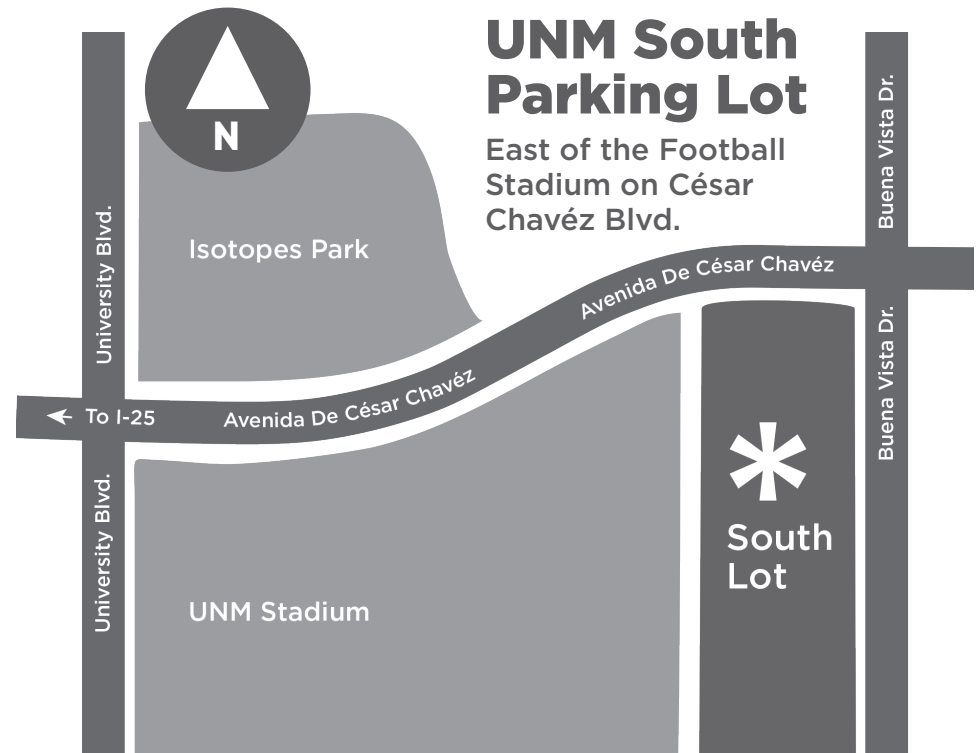 N
UNM South
Parking Lot
East of the Football
Stadium on César
Chavéz Blvd.
Buena Vista Dr.
University Blvd.
Isotopes Park
Avenida De César Chavéz
Avenida De César Chavéz
Buena Vista Dr.
To I-25
University Blvd.
South
Lot
UNM Stadium